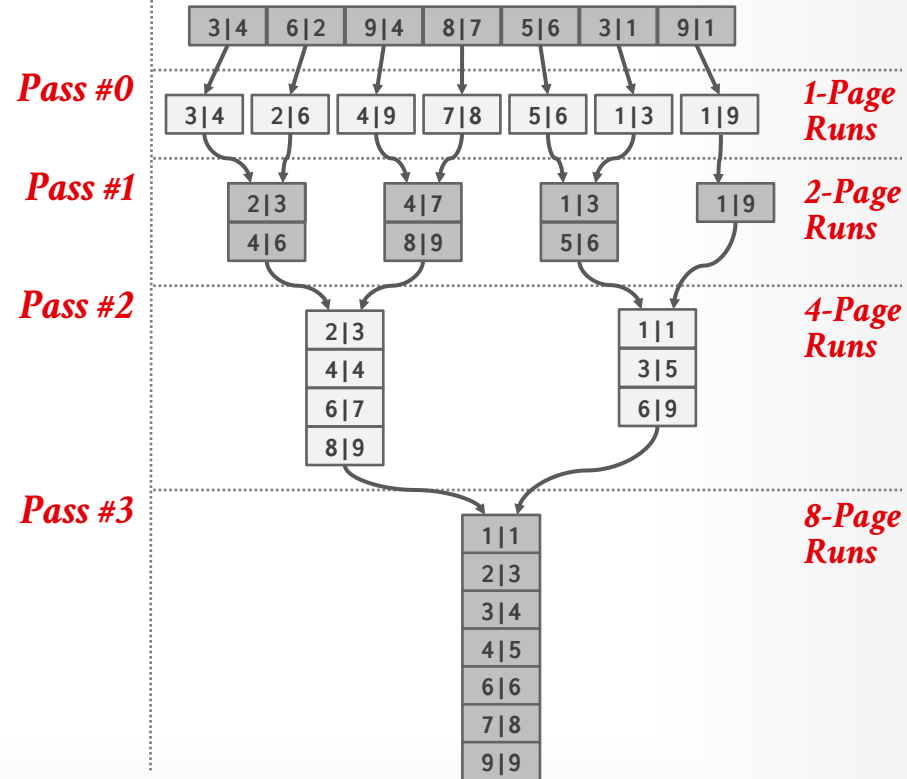 3|4 6|2 9|4 8|7 5|6 3|1 9|1
Pass #0
3|4 2|6 4|9 7|8 5|6 1|3 1|9
1-Page
Runs
Pass #1
2|3 4|7 1|3 1|9
4|6 8|9 5|6
2-Page
Runs
Pass #2
2|3 1|1
4|4 3|5
6|7 6|9
8|9
4-Page
Runs
Pass #3
1|1
2|3
3|4
4|5
6|6
7|8
9|9
8-Page
Runs